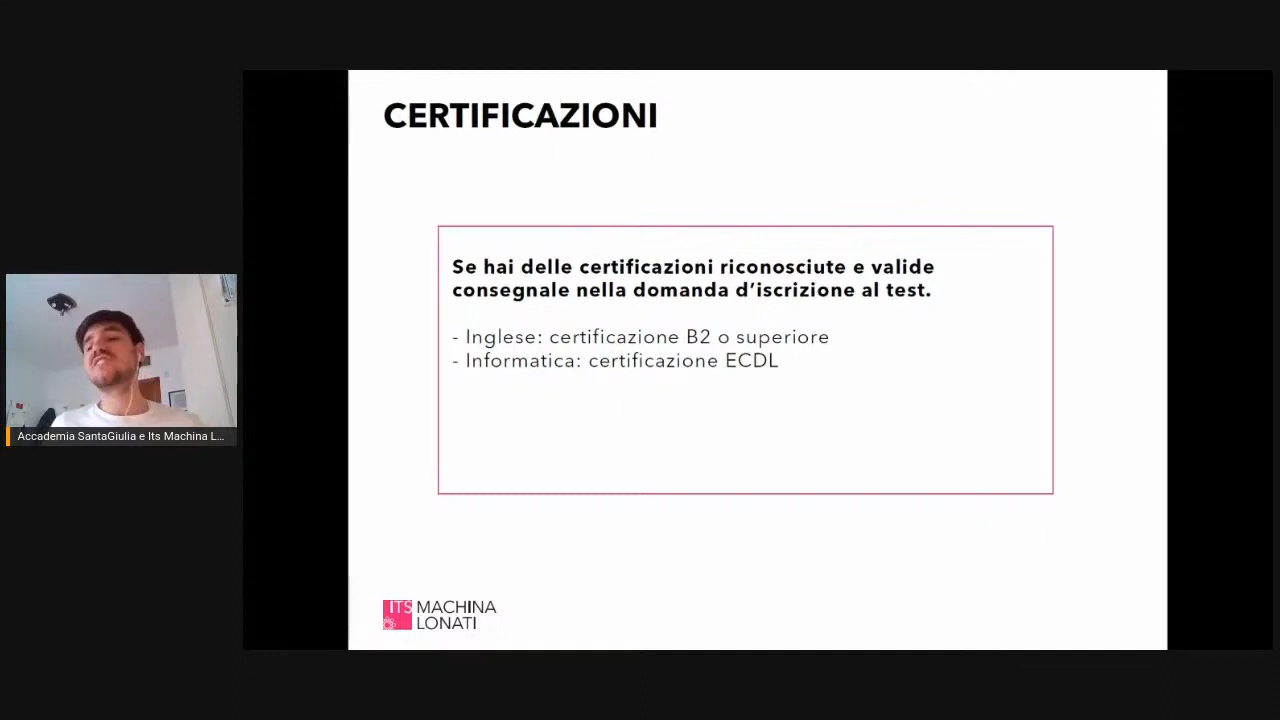 CERTIFICAZIONI
Se hai delle certificazioni riconosciute e valide
consegnale nella domanda d’iscrizione al test.
- Inglese: certificazione B2 o superiore
- Informatica: certificazione ECDL
ITS MACHINA
LONATI
Accademia SantaGiulia e Its Machina L...